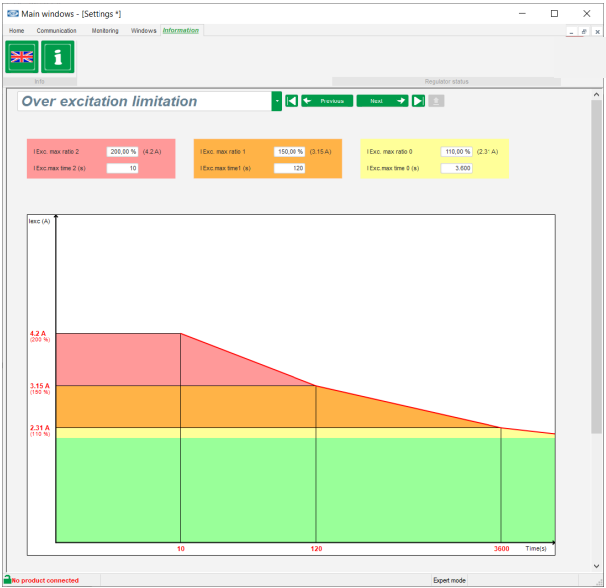 Main windows - [Settings *]
Home Communication Monitoring Windows Information
Info Regulator status
Over excitation limitation Previous Next
I Exc. max ratio 2 200,00 % (4.2 A) I Exc. max ratio 1 150,00 % (3.15 A) I Exc. max ratio 0 110,00 % (2.31 A)
I Exc.max time 2 (s) 10 I Exc.max time1 (s) 120 I Exc.max time 0 (s) 3.600
Iexc (A)
4.2 A
(200 %)
3.15 A
(150 %)
2.31 A
(110 %)
10 120 3600 Time(s)
No product connected Expert mode